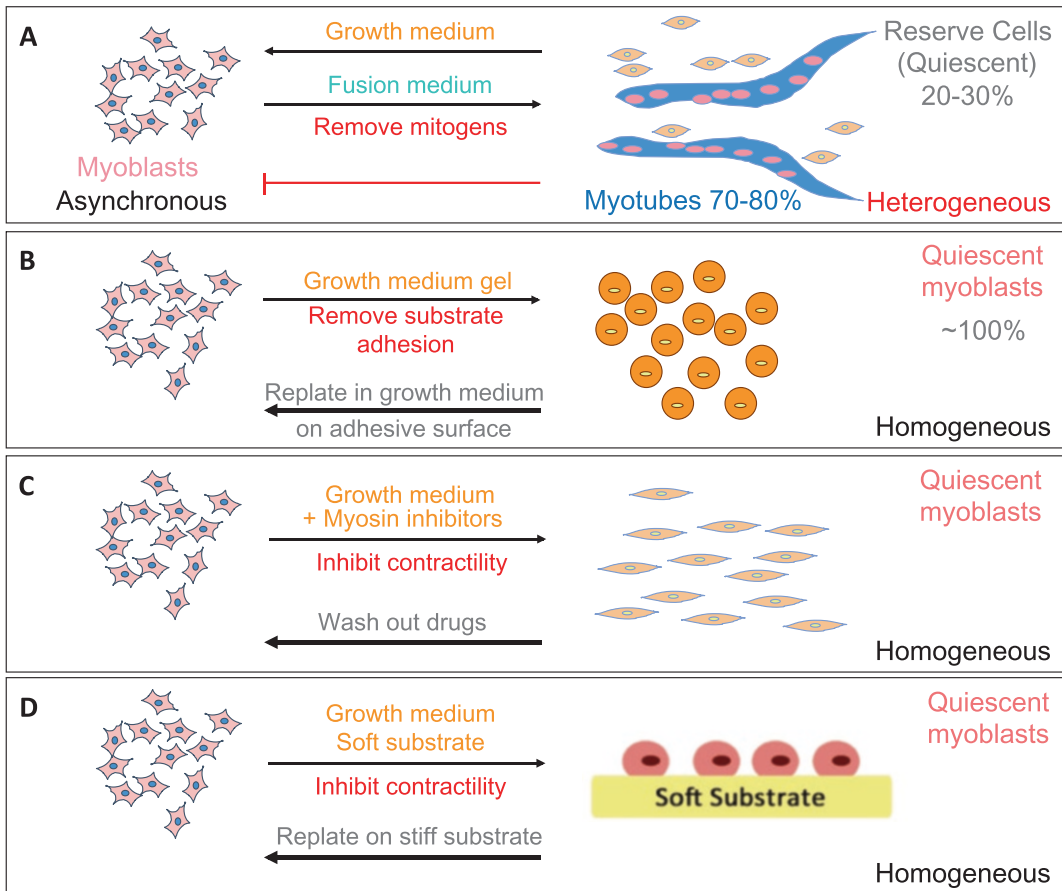 A
Growth medium
Fusion medium
Remove mitogens
Myoblasts
Asynchronous
Reserve Cells
(Quiescent)
20-30%
Myotubes 70-80%
Heterogeneous
B
Growth medium gel
Remove substrate
adhesion
Replate in growth medium
on adhesive surface
Quiescent
myoblasts
~100%
Homogeneous
C
Growth medium
+ Myosin inhibitors
Inhibit contractility
Wash out drugs
Quiescent
myoblasts
Homogeneous
D
Growth medium
Soft substrate
Inhibit contractility
Replate on stiff substrate
Soft Substrate
Quiescent
myoblasts
Homogeneous